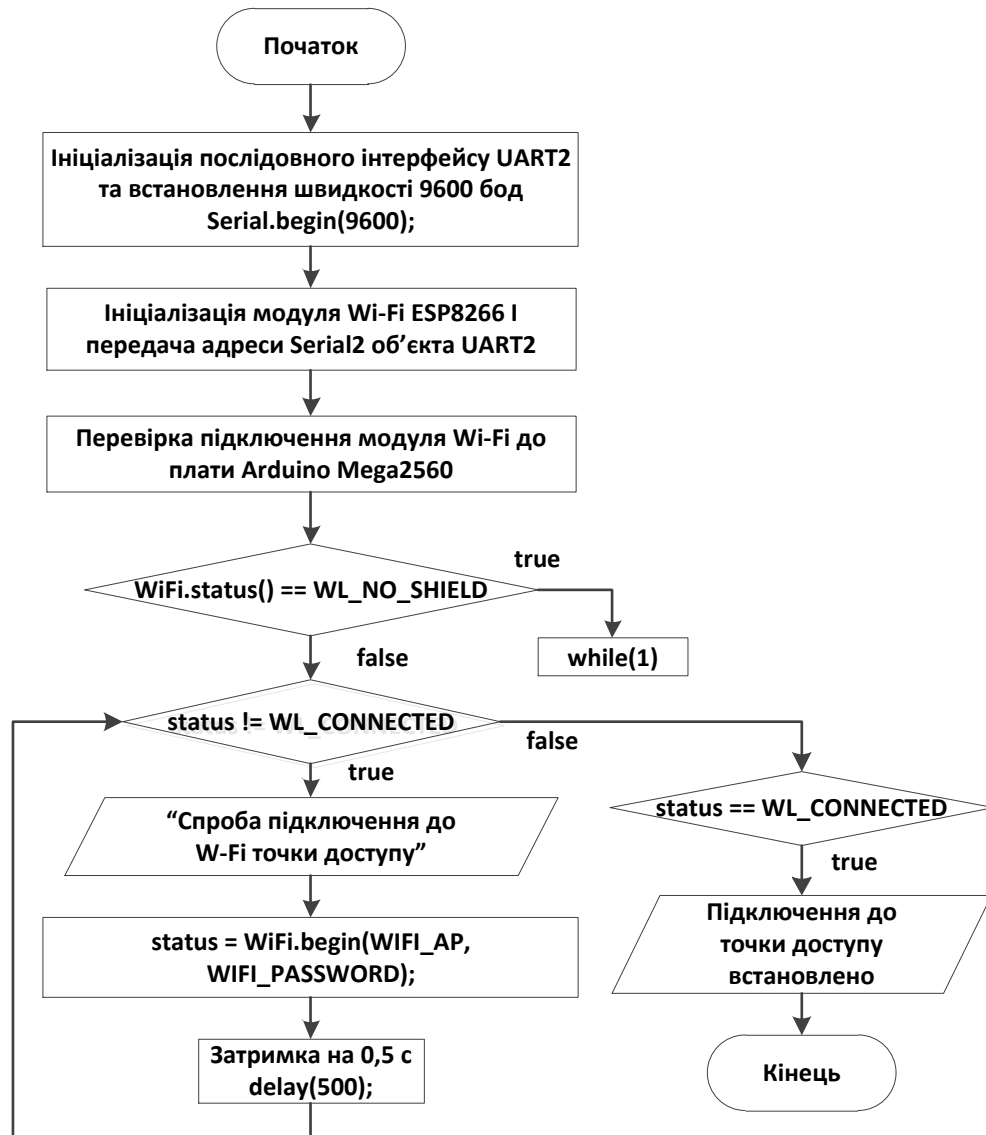 Початок
Ініціалізація послідовного інтерфейсу UART2
та встановлення швидкості 9600 бод
Serial.begin(9600);
Ініціалізація модуля Wi-Fi ESP8266 І
передача адреси Serial2 об’єкта UART2
Перевірка підключення модуля Wi-Fi до
плати Arduino Mega2560
WiFi.status() == WL_NO_SHIELD
true
while(1)
false
status != WL_CONNECTED
false
true
“Спроба підключення до
W-Fi точки доступу”
status = WiFi.begin(WIFI_AP,
WIFI_PASSWORD);
Затримка на 0,5 с
delay(500);
status == WL_CONNECTED
true
Підключення до
точки доступу
встановлено
Кінець